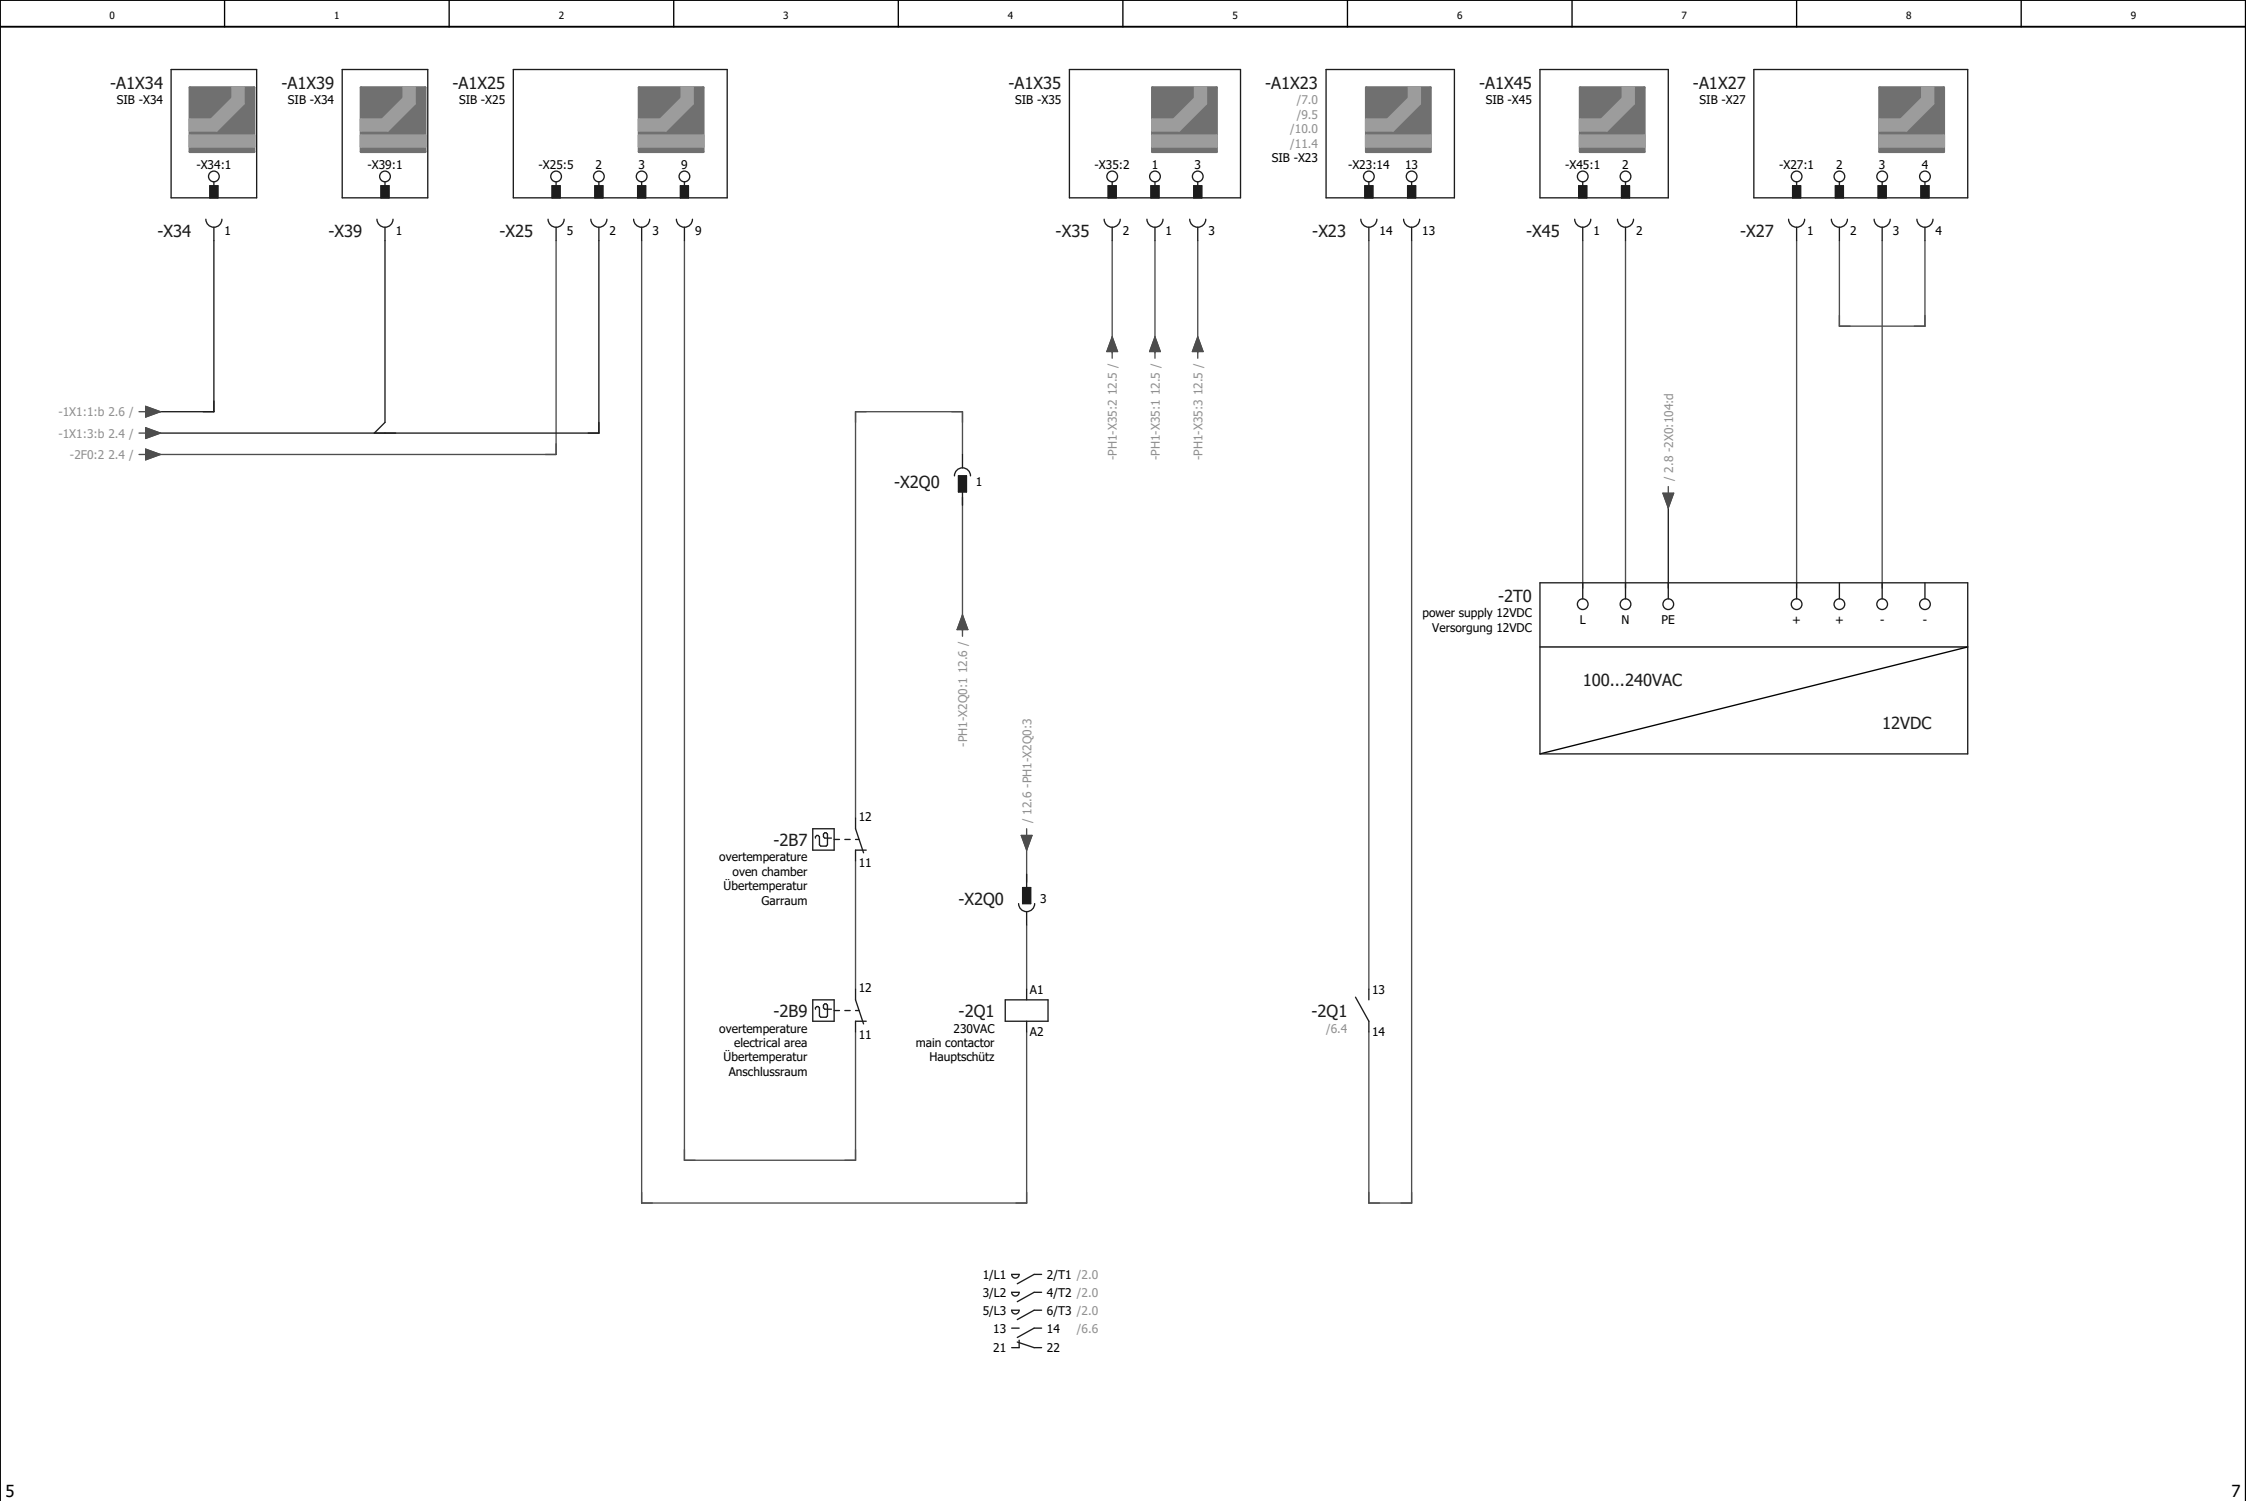 0 1 2 3 4 5 6 7 8 9
-A1X34
SIB -X34
-X34:1
-X34 1
-A1X39
SIB -X34
-X39:1
-X39 1
-A1X25
SIB -X25
-X25:5 2 3 9
-X25 5 2 3 9
-A1X35
SIB -X35
-X35:2 1 3
-X35 2 1 3
-A1X23
/7.0
/9.5
/10.0
/11.4
SIB -X23
-X23:14 13
-X23 14 13
-A1X45
SIB -X45
-X45:1 2
-X45 1 2
-A1X27
SIB -X27
-X27:1 2 3 4
-X27 1 2 3 4
-1X1:1:b 2.6 /
-1X1:3:b 2.4 /
-2F0:2 2.4 /
-PH1-X35:2 12.5 /
-PH1-X35:1 12.5 /
-PH1-X35:3 12.5 /
/ 2.8 -2X0:104:d
-X2Q0 1
-PH1-X2Q0:1 12.6 /
/ 12.6 -PH1-X2Q0:3
-2T0
power supply 12VDC
Versorgung 12VDC
L N PE + + - -
100...240VAC
12VDC
12
-2B7
11
overtemperature
oven chamber
Übertemperatur
Garraum
-X2Q0 3
12
-2B9
11
overtemperature
electrical area
Übertemperatur
Anschlussraum
A1
-2Q1
A2
230VAC
main contactor
Hauptschütz
13
-2Q1
/6.4
14
1/L1 2/T1 /2.0
3/L2 4/T2 /2.0
5/L3 6/T3 /2.0
13 14 /6.6
21 22
5 7